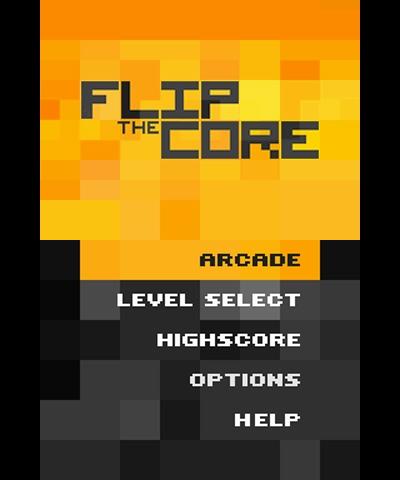 FLIP
THE CORE
ARCADE
LEVEL SELECT
HIGHSCORE
OPTIONS
HELP